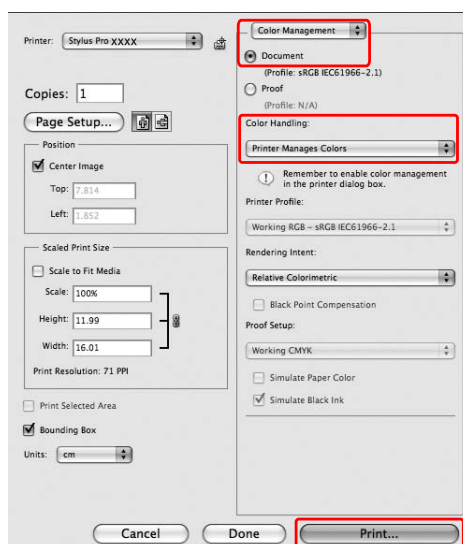 Printer: Stylus Pro XXXX
Copies: 1
Page Setup...
Position
Center Image
Top: 7.814
Left: 1.852
Scaled Print Size
Scale to Fit Media
Scale: 100%
Height: 11.99
Width: 16.01
Print Resolution: 71 PPI
Print Selected Area
Bounding Box
Units: cm
Color Management
Document
(Profile: sRGB IEC61966-2.1)
Proof
(Profile: N/A)
Color Handling:
Printer Manages Colors
Remember to enable color management
in the printer dialog box.
Printer Profile:
Working RGB - sRGB IEC61966-2.1
Rendering Intent:
Relative Colorimetric
Black Point Compensation
Proof Setup:
Working CMYK
Simulate Paper Color
Simulate Black Ink
Cancel
Done
Print...